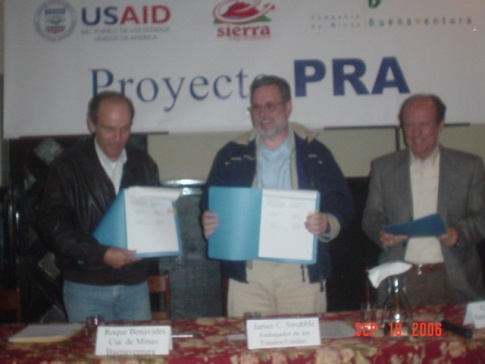 USAID
DEL PUEBLO DE LOS ESTADOS
UNIDOS DE AMERICA
sierra
Buenaventura
Proyecto PRA
Roque Benavides
Cía. de Minas
Buenaventura
James C. Struble
Embajador de los
Estados Unidos
SEP 18 2006